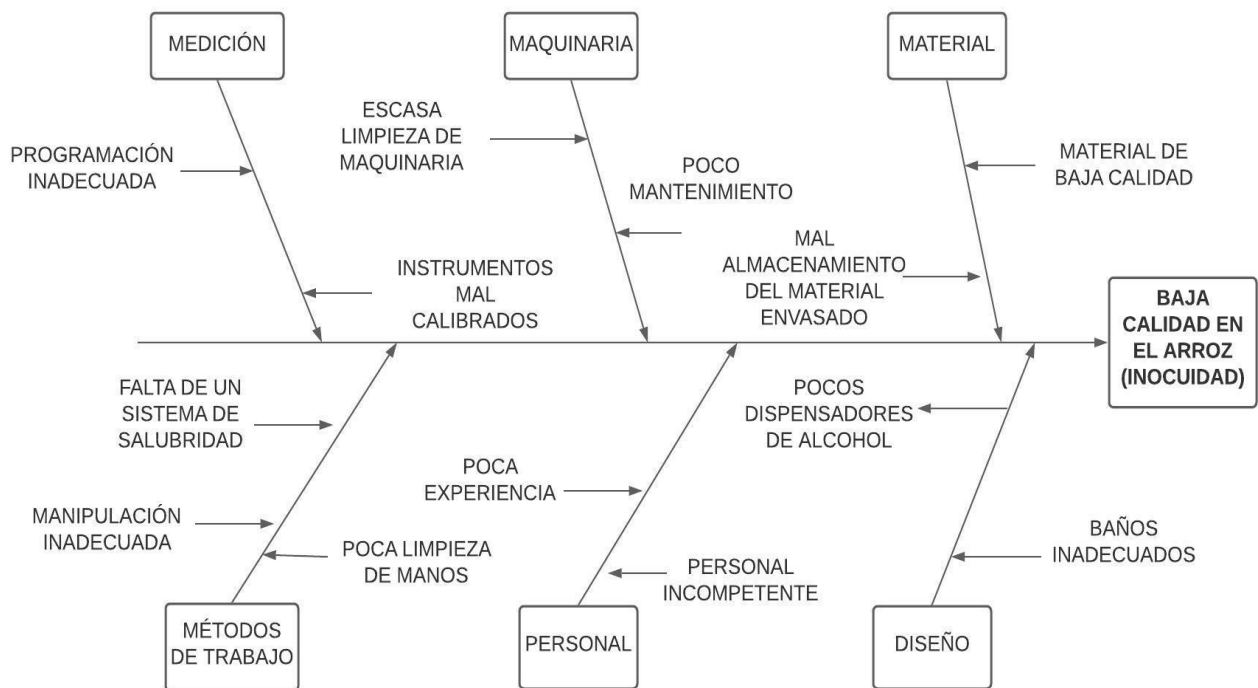 MEDICIÓN
MAQUINARIA
MATERIAL
PROGRAMACIÓN
INADECUADA
ESCASA
LIMPIEZA DE
MAQUINARIA
POCO
MANTENIMIENTO
MATERIAL DE
BAJA CALIDAD
INSTRUMENTOS
MAL
CALIBRADOS
MAL
ALMACENAMIENTO
DEL MATERIAL
ENVASADO
BAJA
CALIDAD EN
EL ARROZ
(INOCUIDAD)
FALTA DE UN
SISTEMA DE
SALUBRIDAD
MANIPULACIÓN
INADECUADA
POCA LIMPIEZA
DE MANOS
POCA
EXPERIENCIA
PERSONAL
INCOMPETENTE
POCOS
DISPENSADORES
DE ALCOHOL
BAÑOS
INADECUADOS
MÉTODOS
DE TRABAJO
PERSONAL
DISEÑO